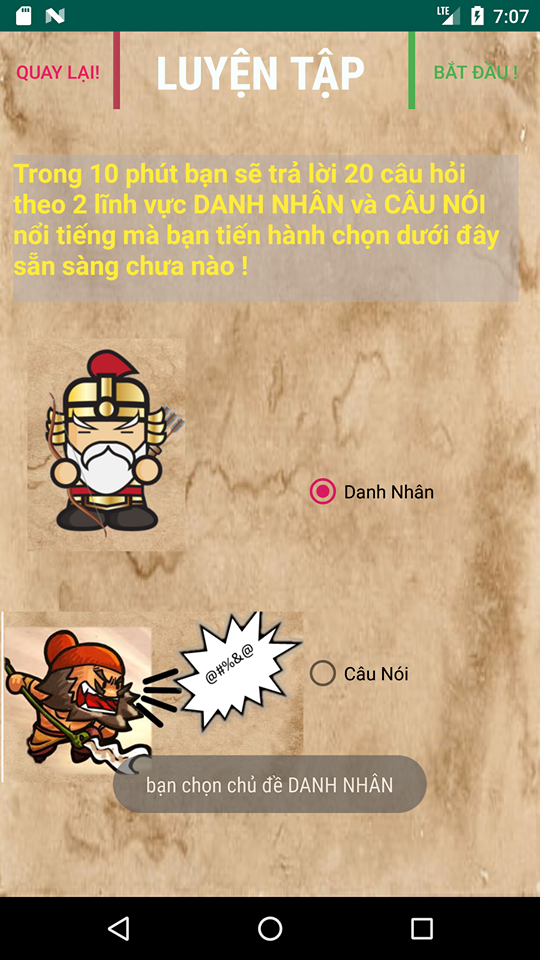 LTE 7:07
QUAY LẠI!
LUYỆN TẬP
BẮT ĐẦU !
Trong 10 phút bạn sẽ trả lời 20 câu hỏi
theo 2 lĩnh vực DANH NHÂN và CÂU NÓI
nổi tiếng mà bạn tiến hành chọn dưới đây
sẵn sàng chưa nào !
Danh Nhân
@#%&@
Câu Nói
bạn chọn chủ đề DANH NHÂN